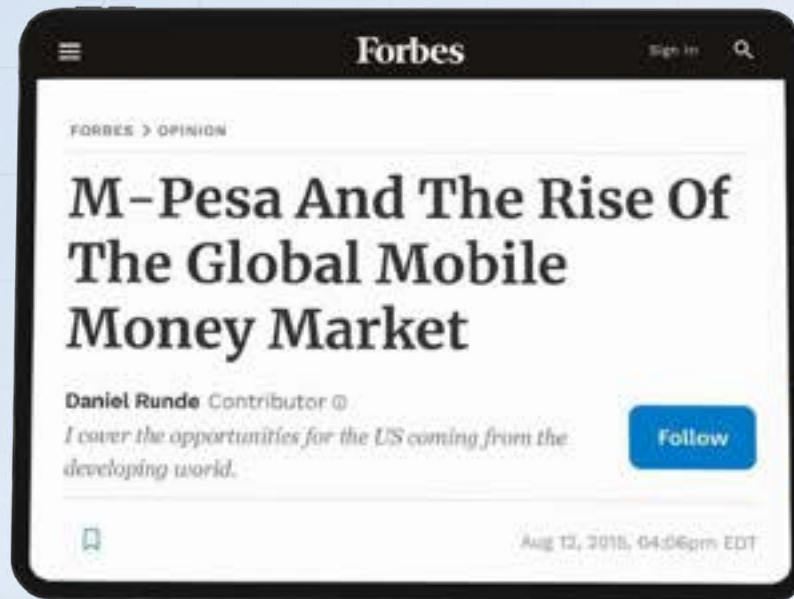 Forbes
Sign In
FORBES > OPINION
M-Pesa And The Rise Of
The Global Mobile
Money Market
Daniel Runde Contributor
I cover the opportunities for the US coming from the
developing world.
Follow
Aug 12, 2015, 04:06pm EDT